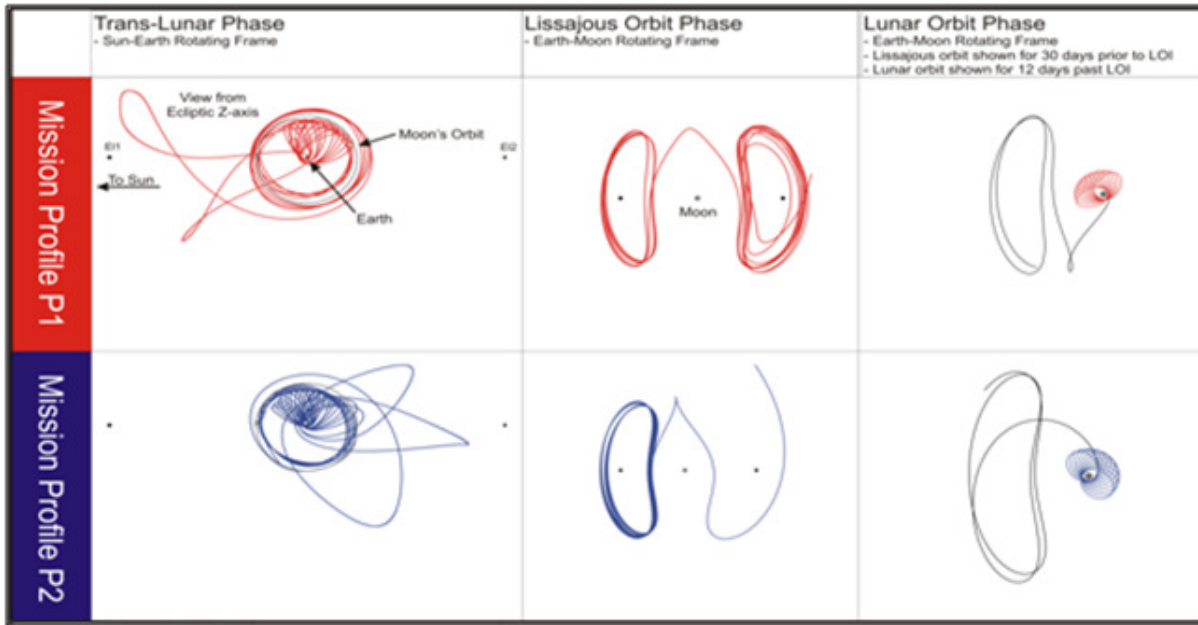 Trans-Lunar Phase
- Sun-Earth Rotating Frame
Lissajous Orbit Phase
- Earth-Moon Rotating Frame
Lunar Orbit Phase
- Earth-Moon Rotating Frame
- Lissajous orbit shown for 30 days prior to LOI
- Lunar orbit shown for 12 days past LOI
Mission Profile P1
View from
Ecliptic Z-axis
Moon's Orbit
El1
El2
To Sun
Earth
Moon
Mission Profile P2